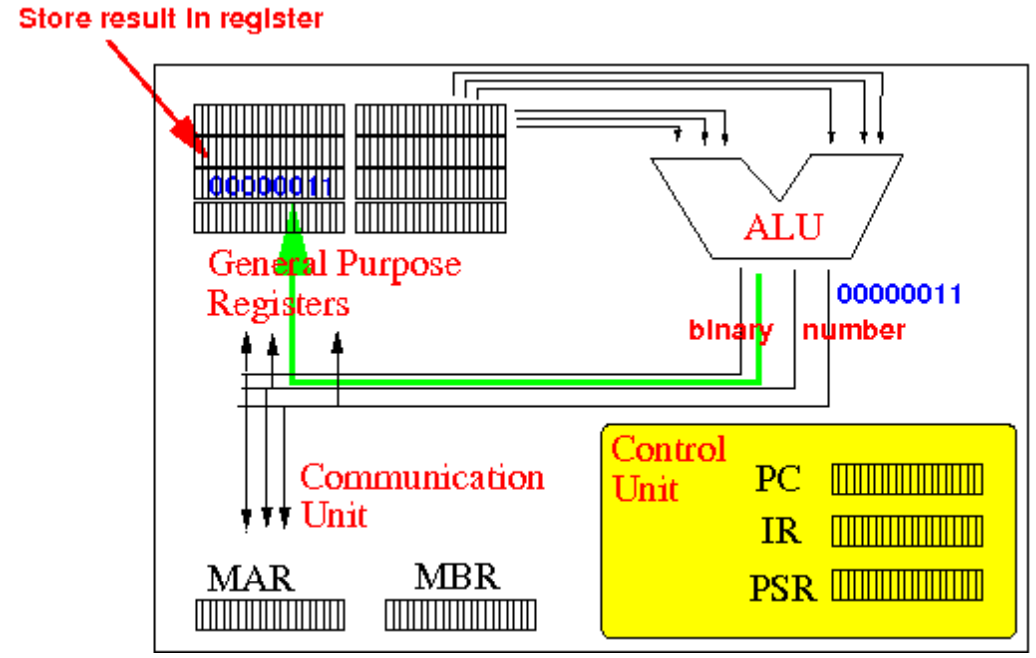 Store result in register
00000011
General Purpose
Registers
ALU
00000011
binary number
Communication
Unit
MAR
MBR
Control
Unit
PC
IR
PSR